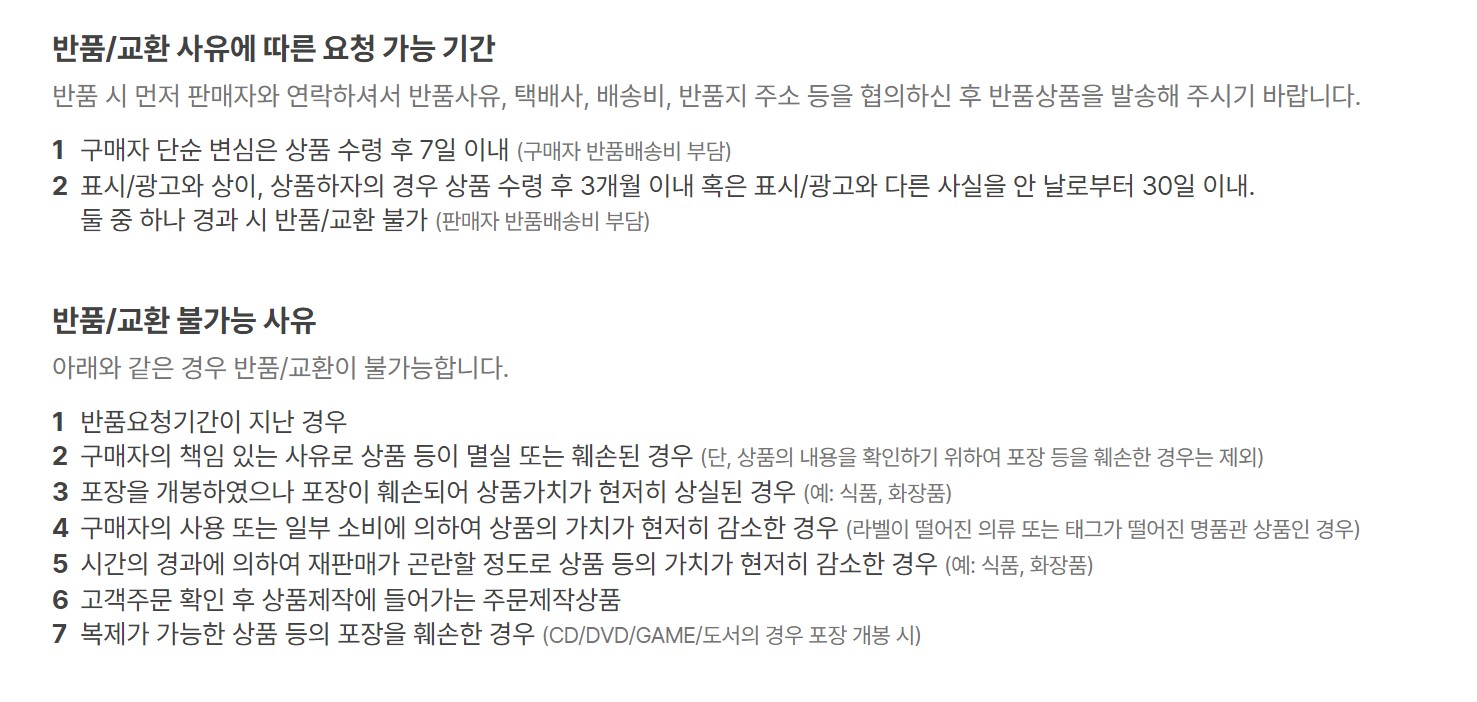 반품/교환 사유에 따른 요청 가능 기간
반품 시 먼저 판매자와 연락하셔서 반품사유, 택배사, 배송비, 반품지 주소 등을 협의하신 후 반품상품을 발송해 주시기 바랍니다.
1 구매자 단순 변심은 상품 수령 후 7일 이내 (구매자 반품배송비 부담)
2 표시/광고와 상이, 상품하자의 경우 상품 수령 후 3개월 이내 혹은 표시/광고와 다른 사실을 안 날로부터 30일 이내.
둘 중 하나 경과 시 반품/교환 불가 (판매자 반품배송비 부담)
반품/교환 불가능 사유
아래와 같은 경우 반품/교환이 불가능합니다.
1 반품요청기간이 지난 경우
2 구매자의 책임 있는 사유로 상품 등이 멸실 또는 훼손된 경우 (단, 상품의 내용을 확인하기 위하여 포장 등을 훼손한 경우는 제외)
3 포장을 개봉하였으나 포장이 훼손되어 상품가치가 현저히 상실된 경우 (예: 식품, 화장품)
4 구매자의 사용 또는 일부 소비에 의하여 상품의 가치가 현저히 감소한 경우 (라벨이 떨어진 의류 또는 태그가 떨어진 명품관 상품인 경우)
5 시간의 경과에 의하여 재판매가 곤란할 정도로 상품 등의 가치가 현저히 감소한 경우 (예: 식품, 화장품)
6 고객주문 확인 후 상품제작에 들어가는 주문제작상품
7 복제가 가능한 상품 등의 포장을 훼손한 경우 (CD/DVD/GAME/도서의 경우 포장 개봉 시)